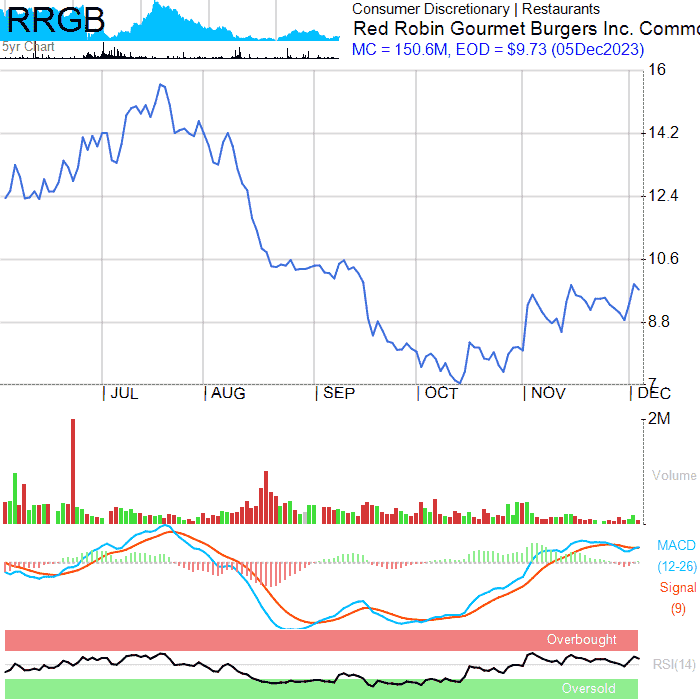 RRGB
5yr Chart
Consumer Discretionary | Restaurants
Red Robin Gourmet Burgers Inc. Commo
MC = 150.6M, EOD = $9.73 (05Dec2023)
16
14.2
12.4
10.6
8.8
7
JUL
AUG
SEP
OCT
NOV
DEC
2M
Volume
MACD
(12-26)
Signal
(9)
Overbought
RSI(14)
Oversold